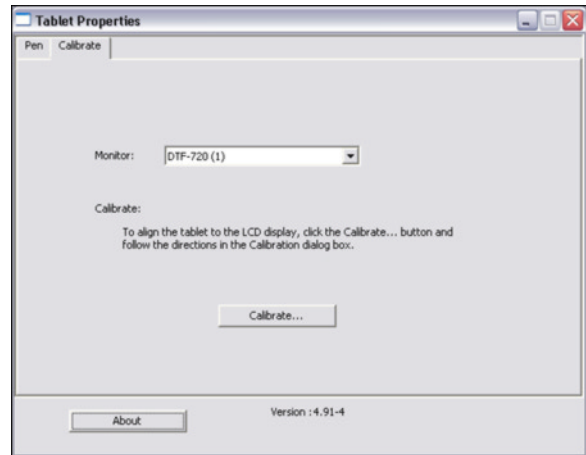 Tablet Properties
Pen Calibrate
Monitor: DTF-720 (1)
Calibrate:
To align the tablet to the LCD display, click the Calibrate... button and
follow the directions in the Calibration dialog box.
Calibrate...
About Version :4.91-4